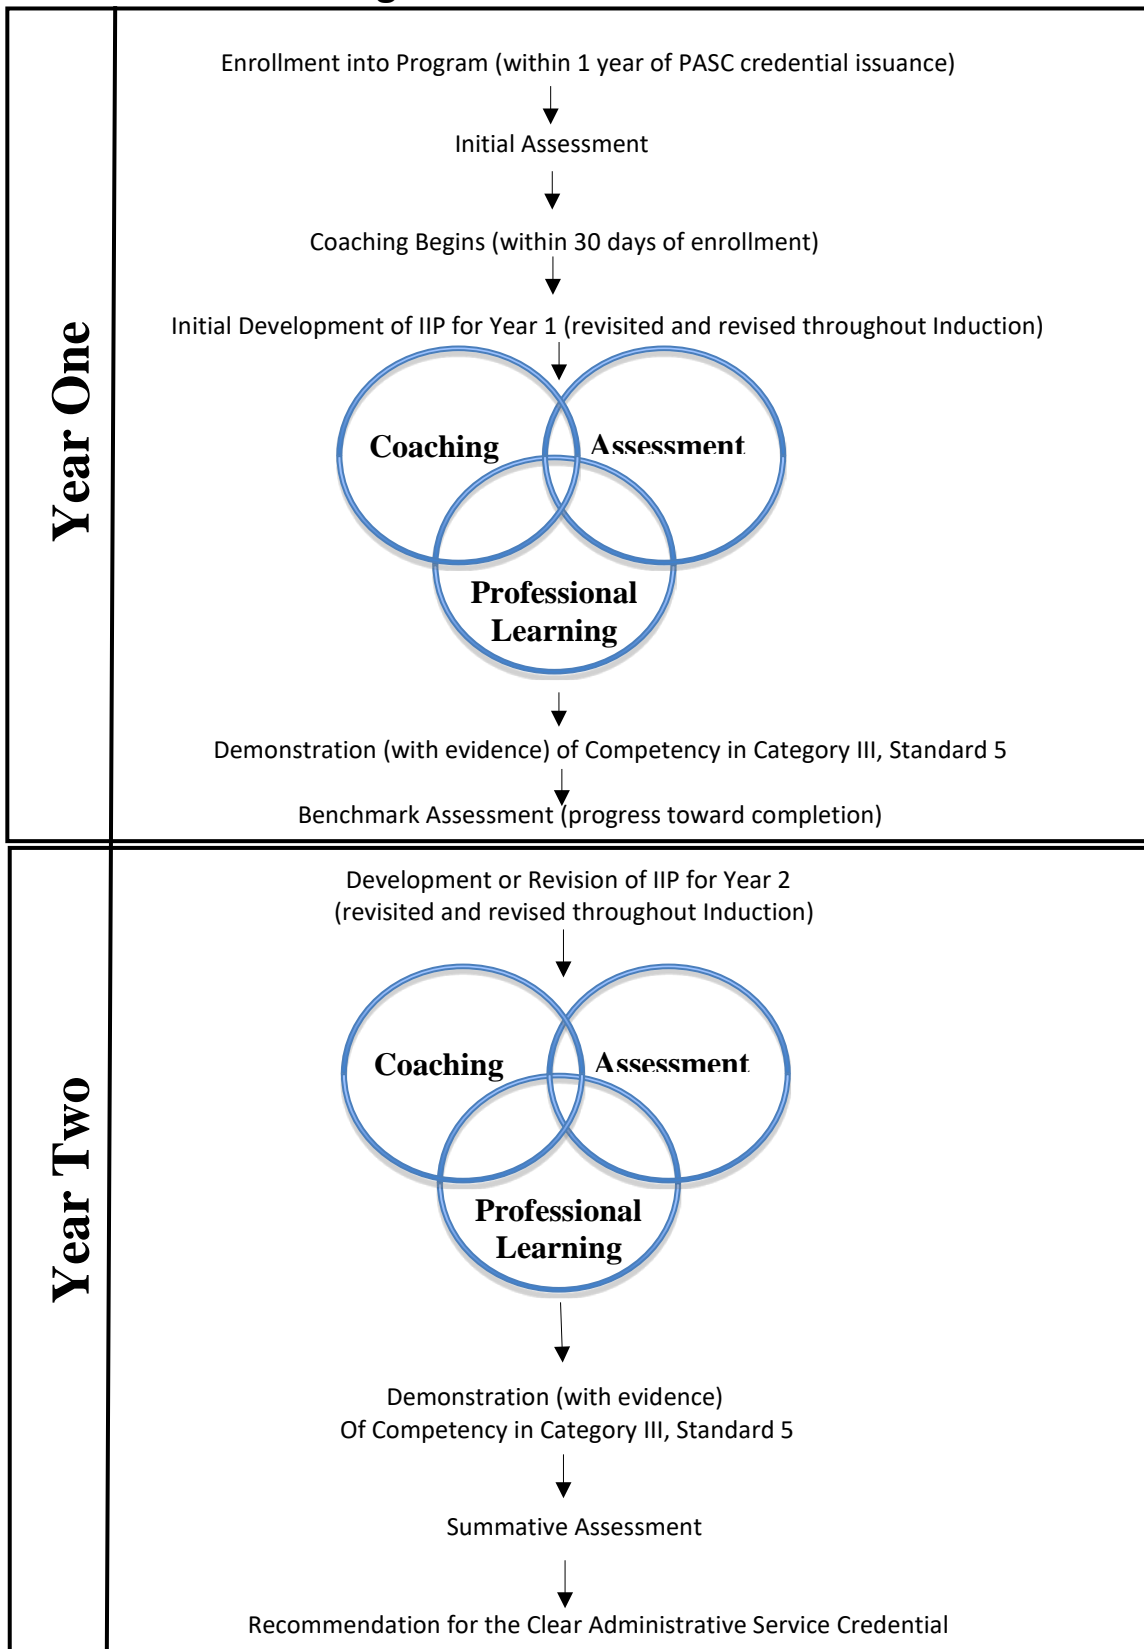 Enrollment into Program (within 1 year of PASC credential issuance)
Initial Assessment
Coaching Begins (within 30 days of enrollment)
Initial Development of IIP for Year 1 (revisited and revised throughout Induction)
Year One
Coaching
Assessment
Professional
Learning
Demonstration (with evidence) of Competency in Category III, Standard 5
Benchmark Assessment (progress toward completion)
Development or Revision of IIP for Year 2
(revisited and revised throughout Induction)
Year Two
Coaching
Assessment
Professional
Learning
Demonstration (with evidence)
Of Competency in Category III, Standard 5
Summative Assessment
Recommendation for the Clear Administrative Service Credential